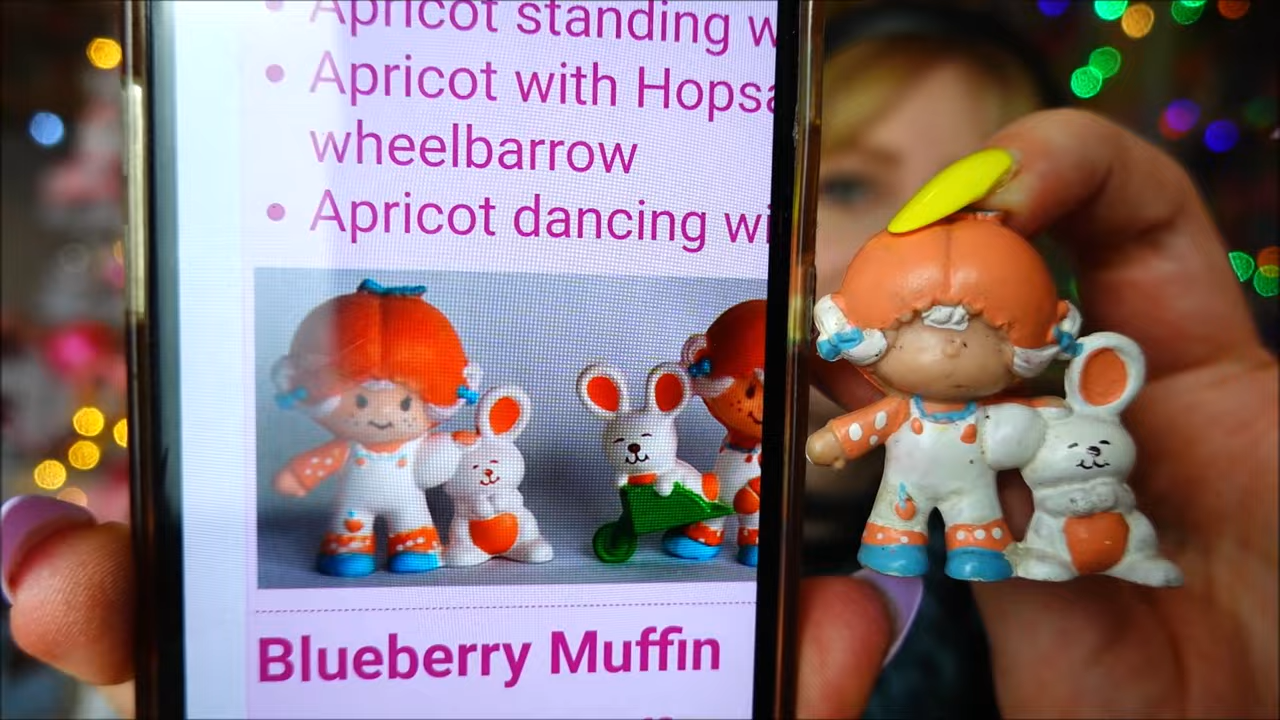 Apricot standing w
Apricot with Hopsa
wheelbarrow
Apricot dancing wi
Blueberry Muffin